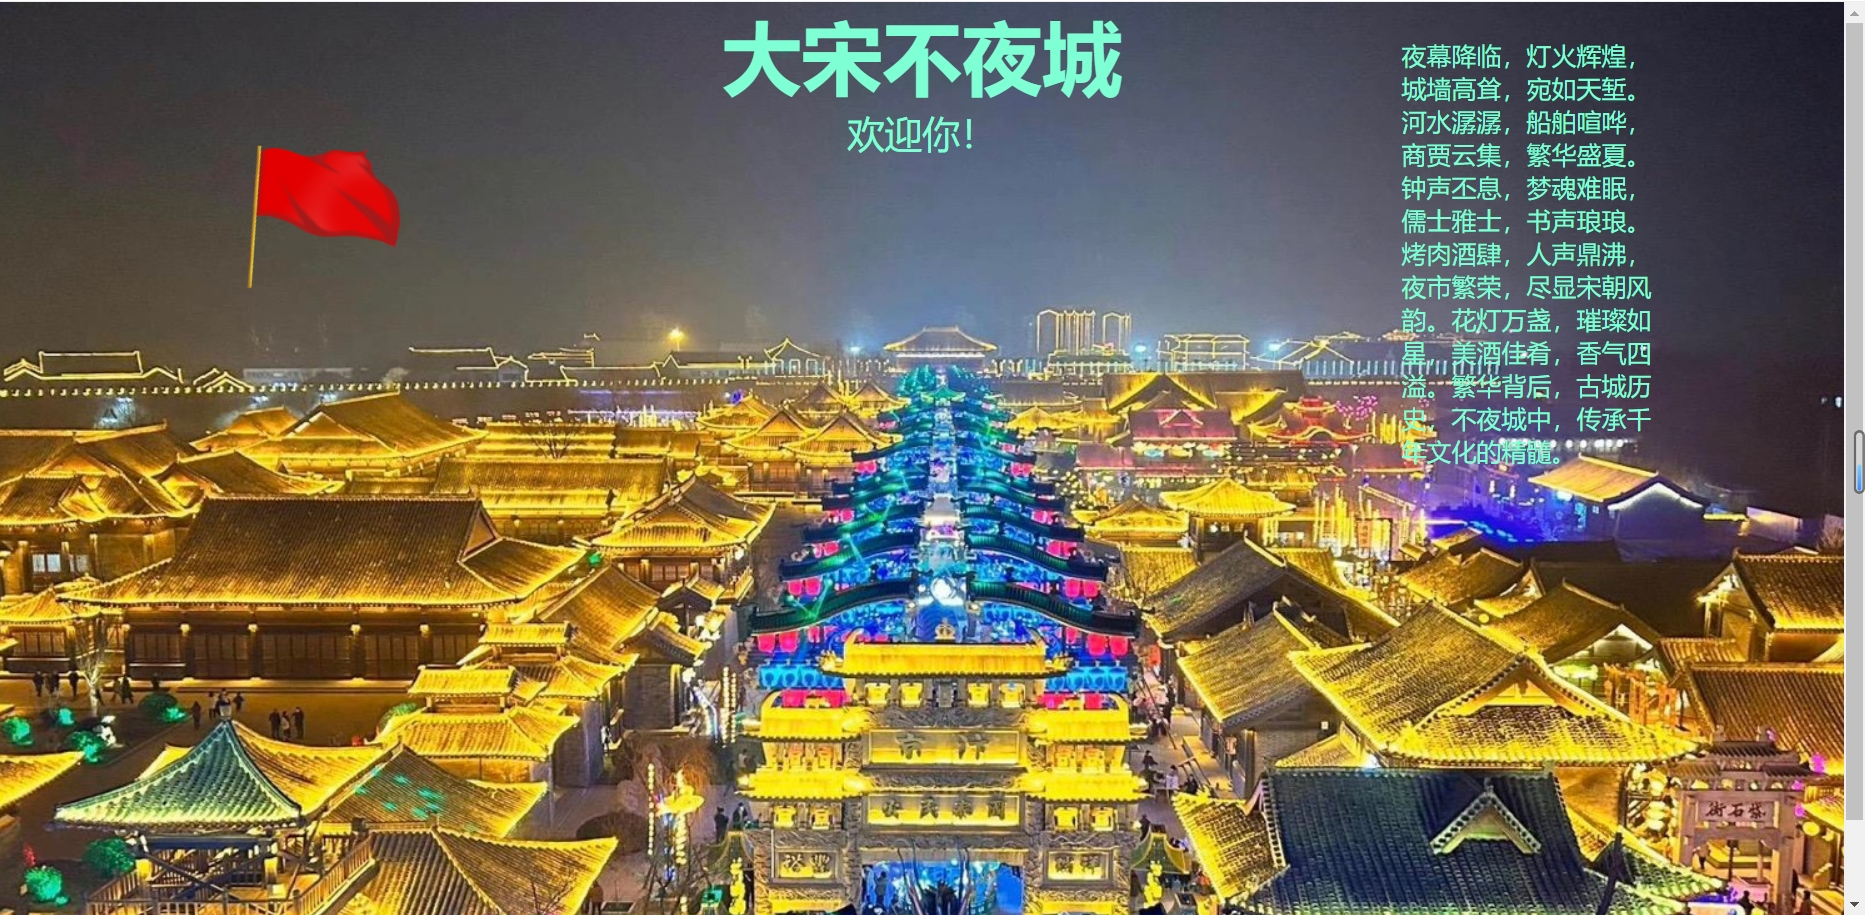 大宋不夜城
欢迎你！
夜幕降临，灯火辉煌，
城墙高耸，宛如天堑。
河水潺潺，船舶喧哗，
商贾云集，繁华盛夏。
钟声丕息，梦魂难眠，
儒士雅士，书声琅琅。
烤肉酒肆，人声鼎沸，
夜市繁荣，尽显宋朝风
韵。花灯万盏，璀璨如
星，美酒佳肴，香气四
溢。繁华背后，古城历
史，不夜城中，传承千
年文化的精髓。
街石紫